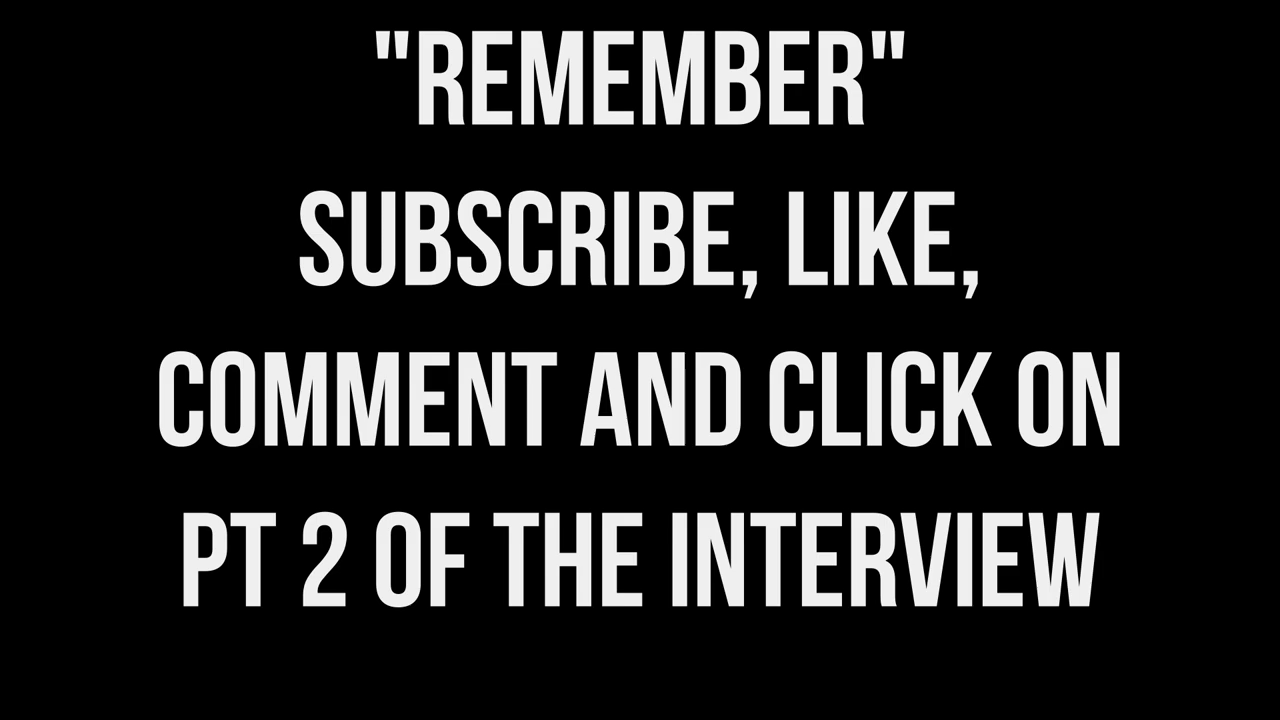 "REMEMBER"
SUBSCRIBE, LIKE,
COMMENT AND CLICK ON
PT 2 OF THE INTERVIEW